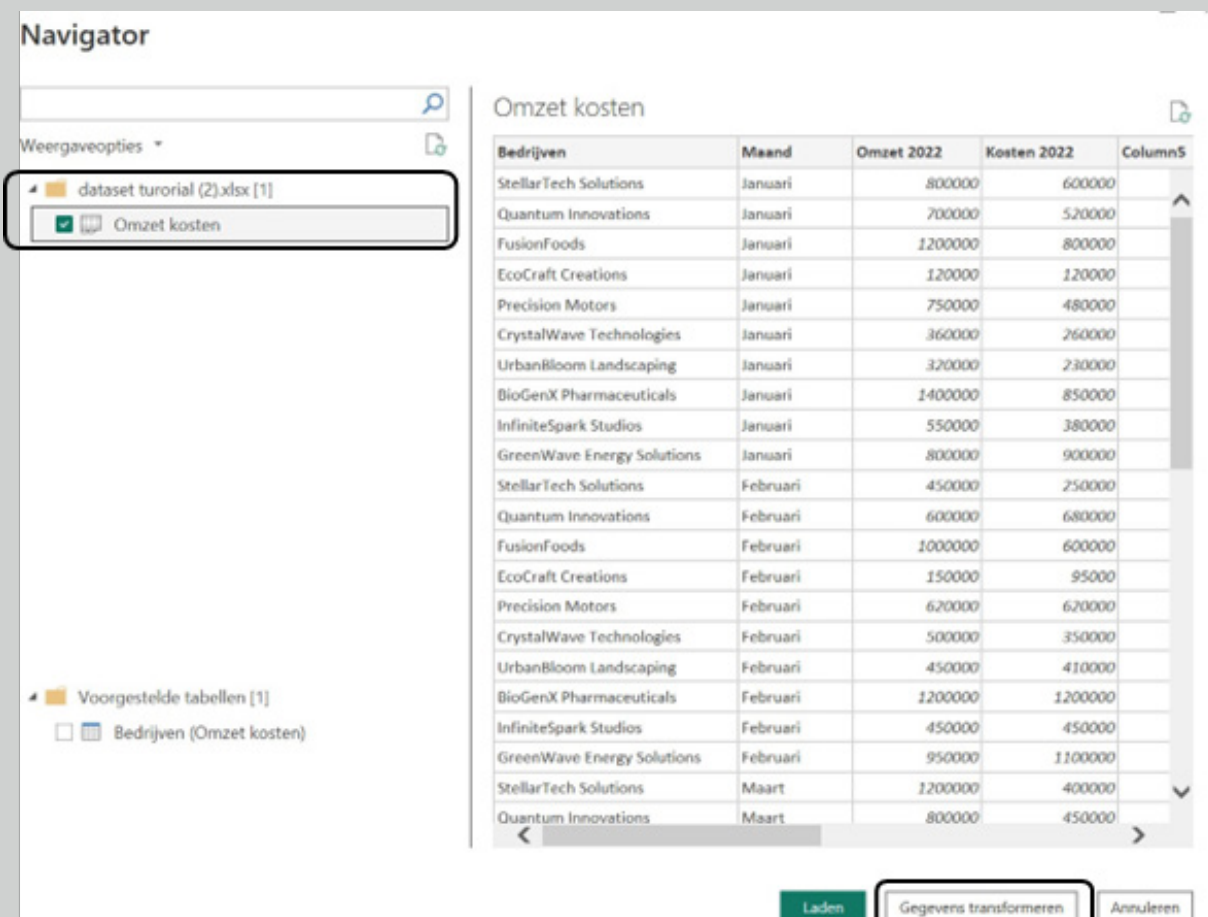 Navigator
Weergaveopties
dataset turorial (2).xlsx [1]
Omzet kosten
Voorgestelde tabellen [1]
Bedrijven (Omzet kosten)
Omzet kosten
Bedrijven Maand Omzet 2022 Kosten 2022 Column5
StellarTech Solutions Januari 800000 600000
Quantum Innovations Januari 700000 520000
FusionFoods Januari 1200000 800000
EcoCraft Creations Januari 120000 120000
Precision Motors Januari 750000 480000
CrystalWave Technologies Januari 360000 260000
UrbanBloom Landscaping Januari 320000 230000
BioGenX Pharmaceuticals Januari 1400000 850000
InfiniteSpark Studios Januari 550000 380000
GreenWave Energy Solutions Januari 800000 900000
StellarTech Solutions Februari 450000 250000
Quantum Innovations Februari 600000 680000
FusionFoods Februari 1000000 600000
EcoCraft Creations Februari 150000 95000
Precision Motors Februari 620000 620000
CrystalWave Technologies Februari 500000 350000
UrbanBloom Landscaping Februari 450000 410000
BioGenX Pharmaceuticals Februari 1200000 1200000
InfiniteSpark Studios Februari 450000 450000
GreenWave Energy Solutions Februari 950000 1100000
StellarTech Solutions Maart 1200000 400000
Quantum Innovations Maart 800000 450000
Laden Gegevens transformeren Annuleren